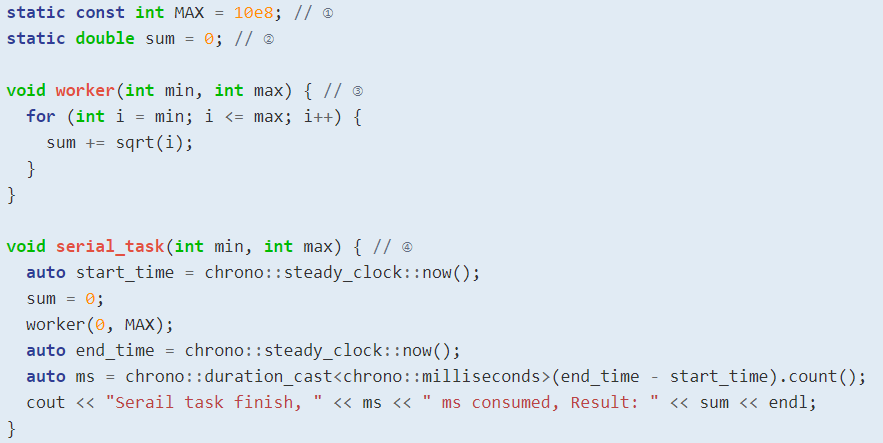 static const int MAX = 10e8; // ①
static double sum = 0; // ②

void worker(int min, int max) { // ③
  for (int i = min; i <= max; i++) {
    sum += sqrt(i);
  }
}

void serial_task(int min, int max) { // ④
  auto start_time = chrono::steady_clock::now();
  sum = 0;
  worker(0, MAX);
  auto end_time = chrono::steady_clock::now();
  auto ms = chrono::duration_cast<chrono::milliseconds>(end_time - start_time).count();
  cout << "Serail task finish, " << ms << " ms consumed, Result: " << sum << endl;
}